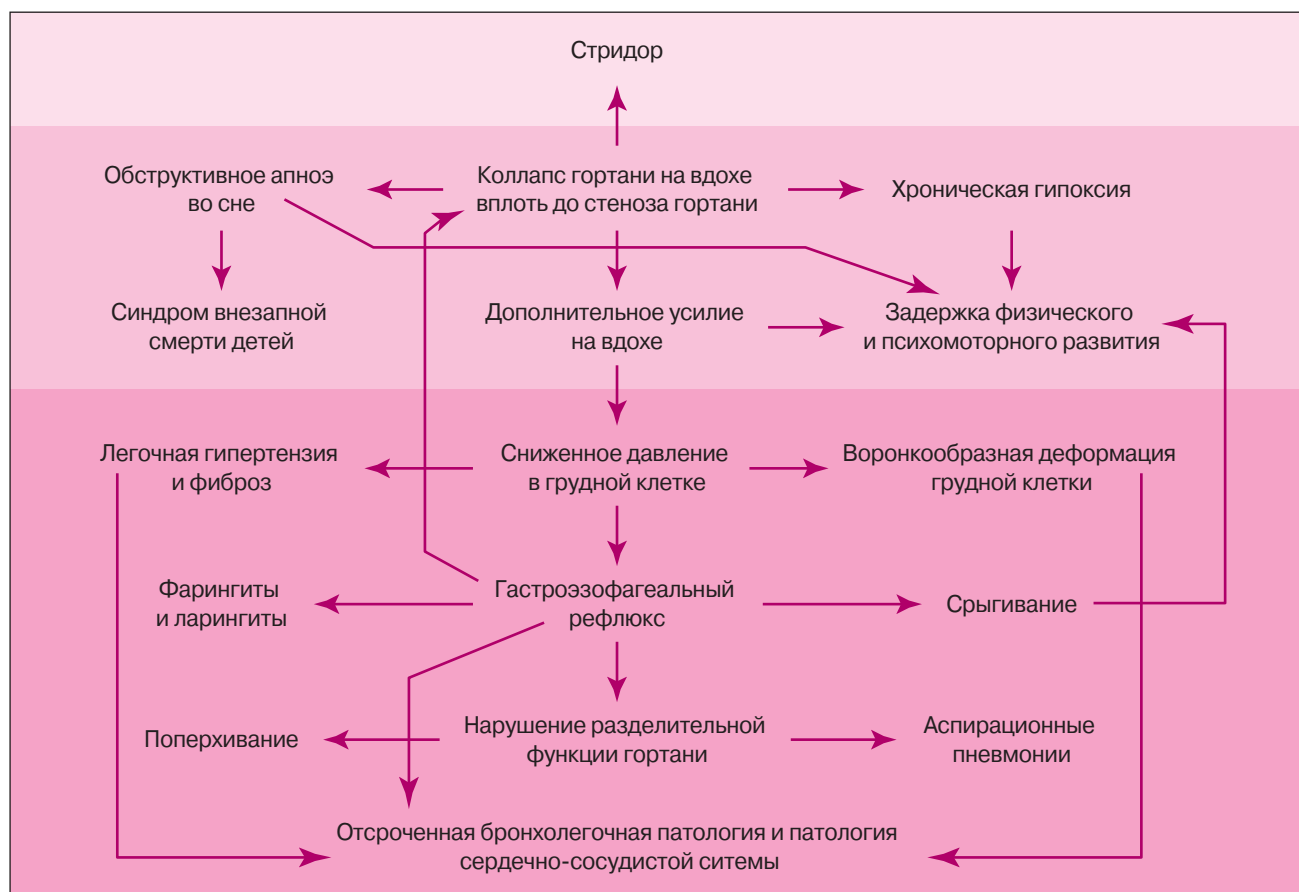 Стридор
Обструктивное апноэ
во сне
Коллапс гортани на вдохе
вплоть до стеноза гортани
Хроническая гипоксия
Синдром внезапной
смерти детей
Дополнительное усилие
на вдохе
Задержка физического
и психомоторного развития
Легочная гипертензия
и фиброз
Сниженное давление
в грудной клетке
Воронкообразная деформация
грудной клетки
Фарингиты
и ларингиты
Гастроэзофагеальный
рефлюкс
Срыгивание
Поперхивание
Нарушение разделительной
функции гортани
Аспирационные
пневмонии
Отсроченная бронхолегочная патология и патология
сердечно-сосудистой ситемы